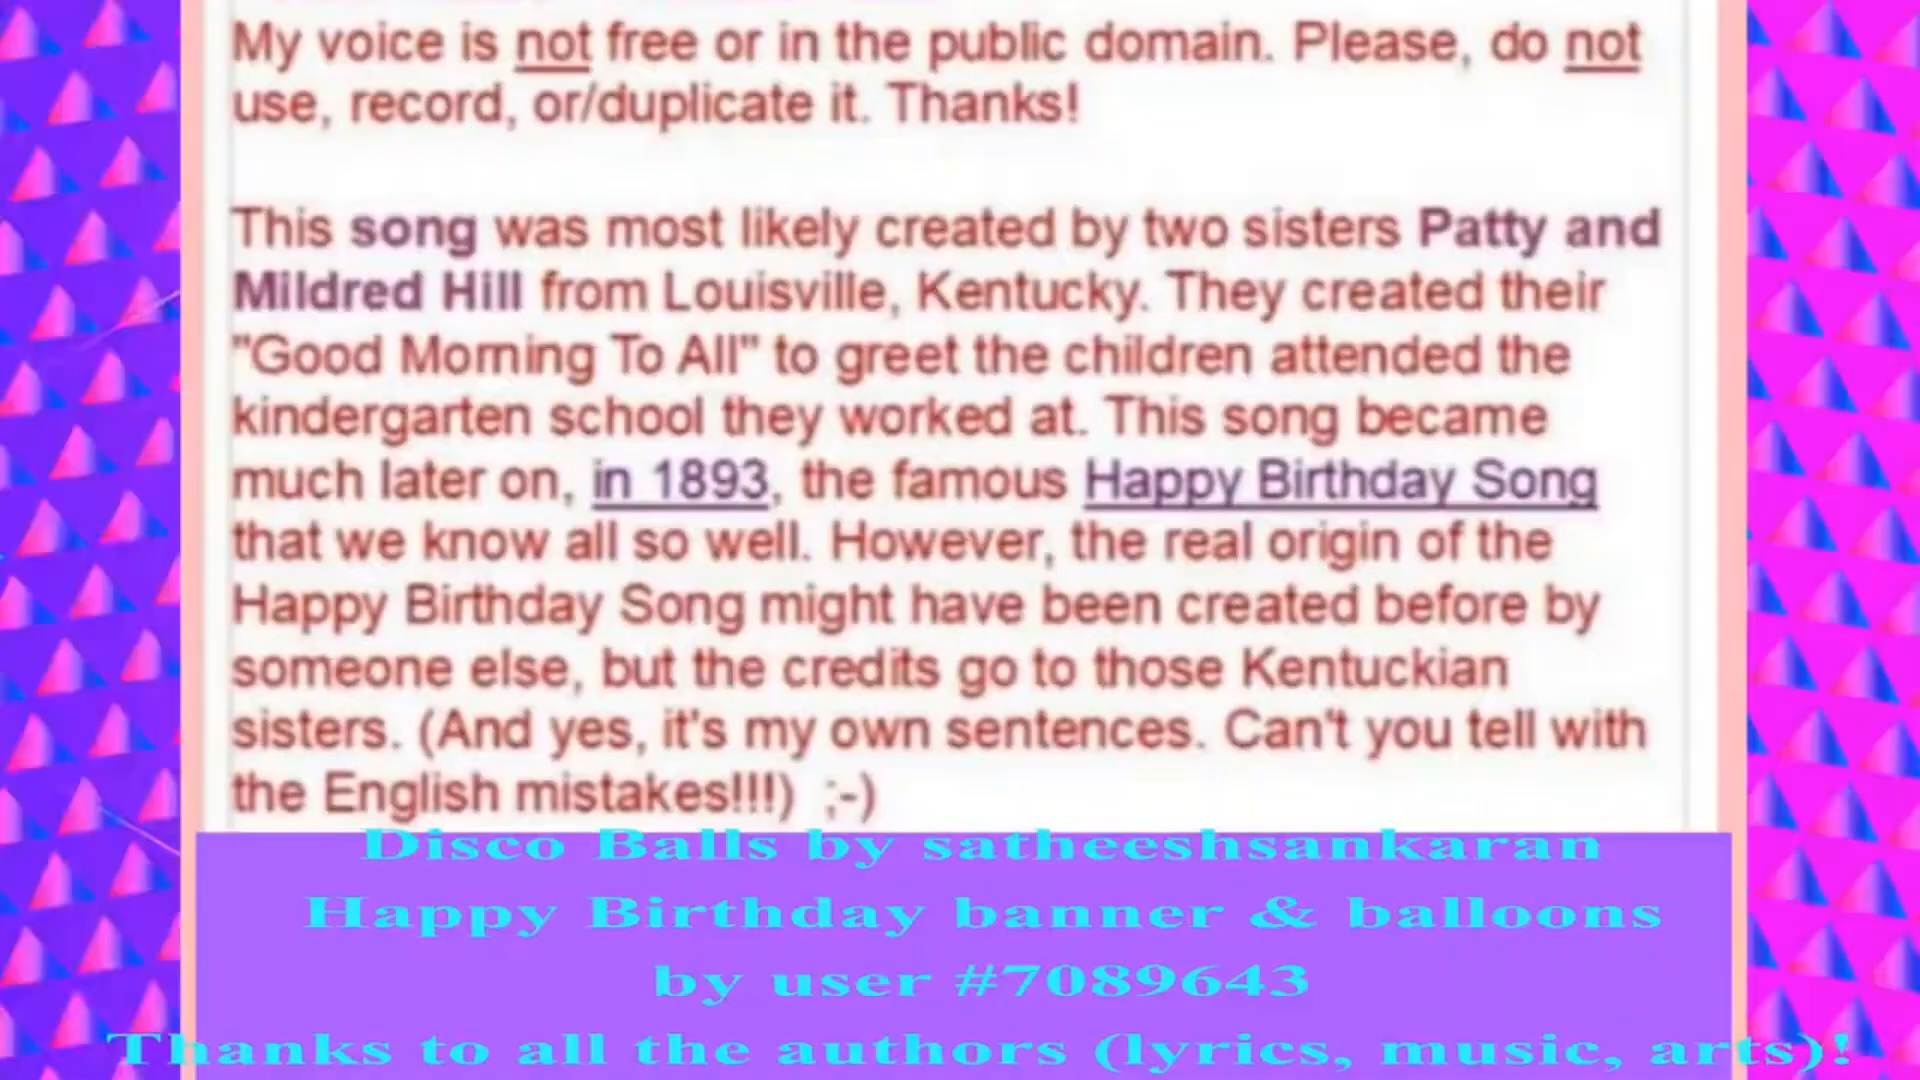 My voice is not free or in the public domain. Please, do not
use, record, or/duplicate it. Thanks!
This song was most likely created by two sisters Patty and
Mildred Hill from Louisville, Kentucky. They created their
"Good Morning To All" to greet the children attended the
kindergarten school they worked at. This song became
much later on, in 1893, the famous Happy Birthday Song
that we know all so well. However, the real origin of the
Happy Birthday Song might have been created before by
someone else, but the credits go to those Kentuckian
sisters. (And yes, it's my own sentences. Can't you tell with
the English mistakes!!!) ;-)
Disco Balls by satheeshsankaran
Happy Birthday banner & balloons
by user #7089643
Thanks to all the authors (lyrics, music, arts)!